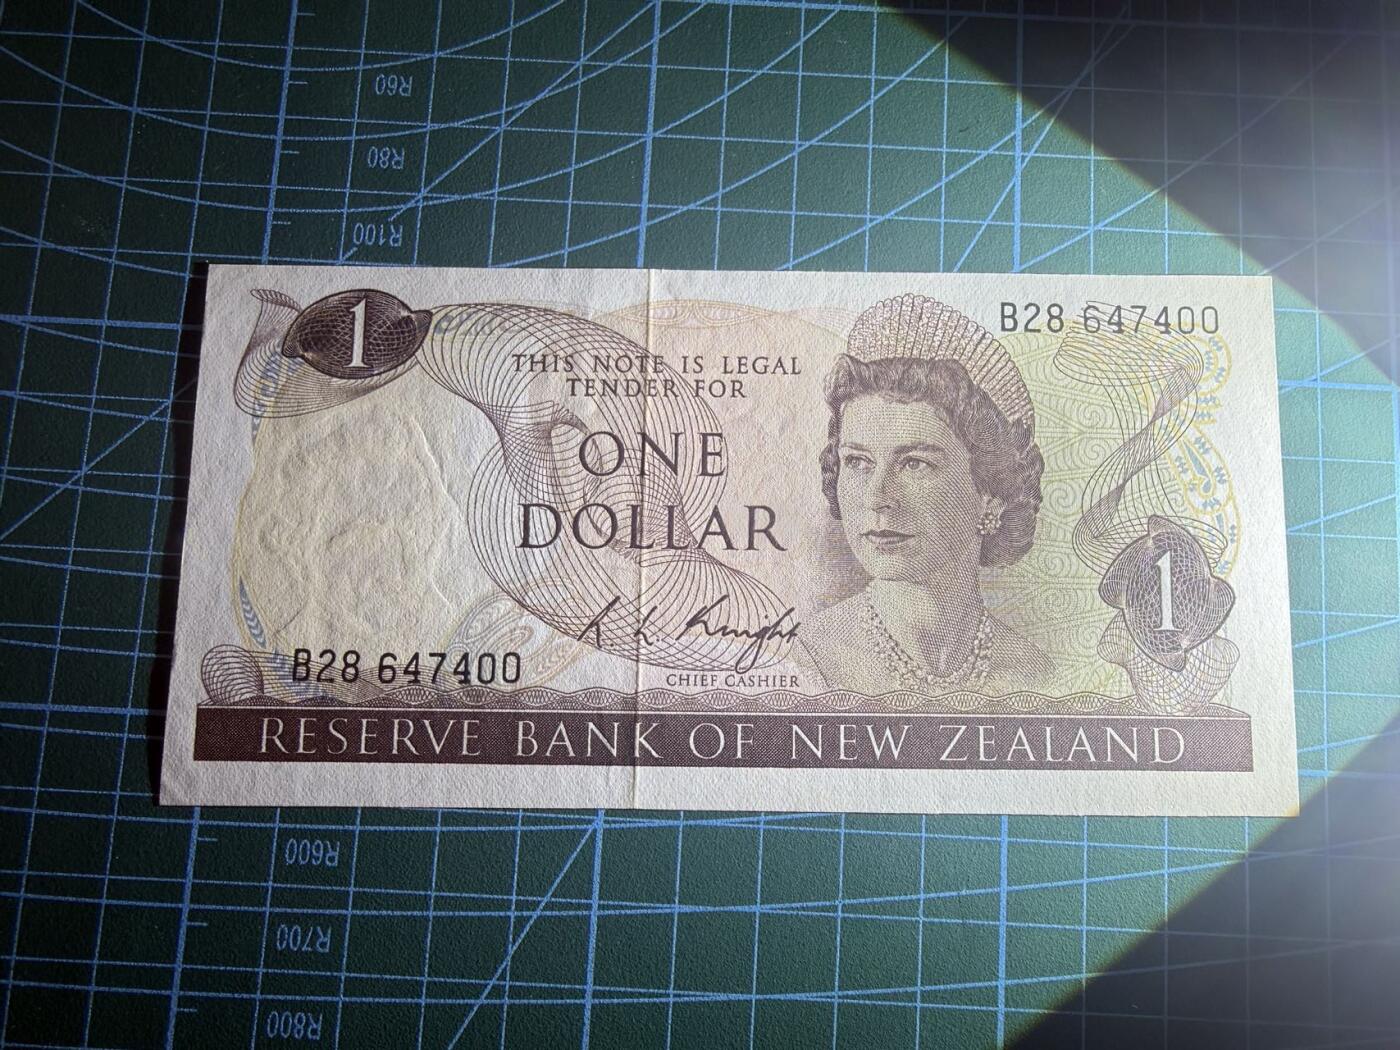 R60
R80
R100
1
B28 647400
THIS NOTE IS LEGAL
TENDER FOR
ONE
DOLLAR
1
R. L. Knight
B28 647400
CHIEF CASHIER
RESERVE BANK OF NEW ZEALAND
R600
R700
R800